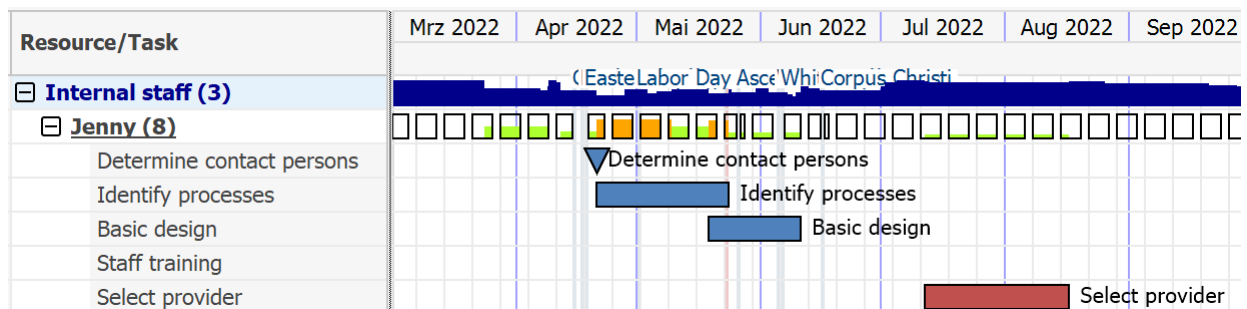 Resource/Task
Mrz 2022 Apr 2022 Mai 2022 Jun 2022 Jul 2022 Aug 2022 Sep 2022
Internal staff (3)
Easte Labor Day Asce Whi Corpus Christi
Jenny (8)
Determine contact persons Determine contact persons
Identify processes Identify processes
Basic design Basic design
Staff training
Select provider Select provider